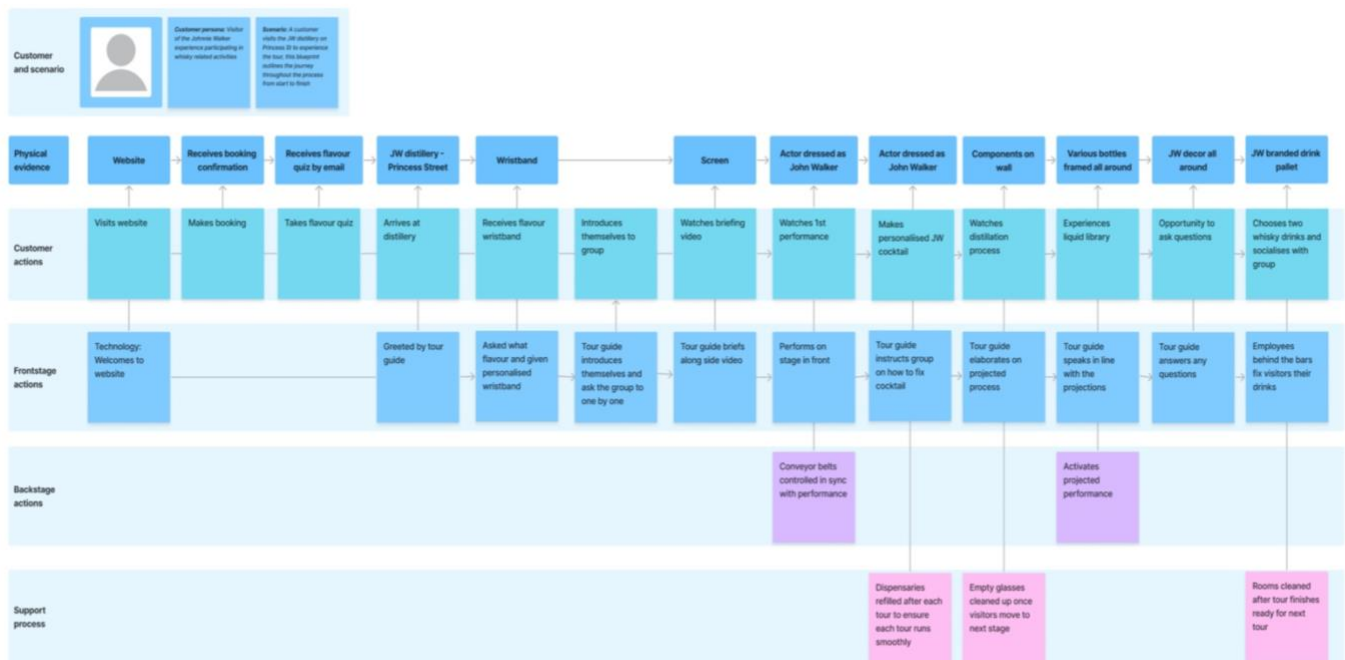 Customer
and scenario
Customer persona: Visitor
of the Johnnie Walker
experience participating in
whisky related activities
Scenario: A customer
visits the JW distillery on
Princess St to experience
the tour, this blueprint
outlines the journey
throughout the process
from start to finish
Physical
evidence
Website
Receives booking
confirmation
Receives flavour
quiz by email
JW distillery -
Princess Street
Wristband
Screen
Actor dressed as
John Walker
Actor dressed as
John Walker
Components on
wall
Various bottles
framed all around
JW decor all
around
JW branded drink
pallet
Customer
actions
Visits website
Makes booking
Takes flavour quiz
Arrives at
distillery
Receives flavour
wristband
Introduces
themselves to
group
Watches briefing
video
Watches 1st
performance
Makes
personalised JW
cocktail
Watches
distillation
process
Experiences
liquid library
Opportunity to
ask questions
Chooses two
whisky drinks and
socialises with
group
Frontstage
actions
Technology:
Welcomes to
website
Greeted by tour
guide
Asked what
flavour and given
personalised
wristband
Tour guide
introduces
themselves and
ask the group to
one by one
Tour guide briefs
along side video
Performs on
stage in front
Tour guide
instructs group
on how to fix
cocktail
Tour guide
elaborates on
projected
process
Tour guide
speaks in line
with the
projections
Tour guide
answers any
questions
Employees
behind the bars
fix visitors their
drinks
Backstage
actions
Conveyor belts
controlled in sync
with performance
Activates
projected
performance
Support
process
Dispensaries
refilled after each
tour to ensure
each tour runs
smoothly
Empty glasses
cleaned up once
visitors move to
next stage
Rooms cleaned
after tour finishes
ready for next
tour